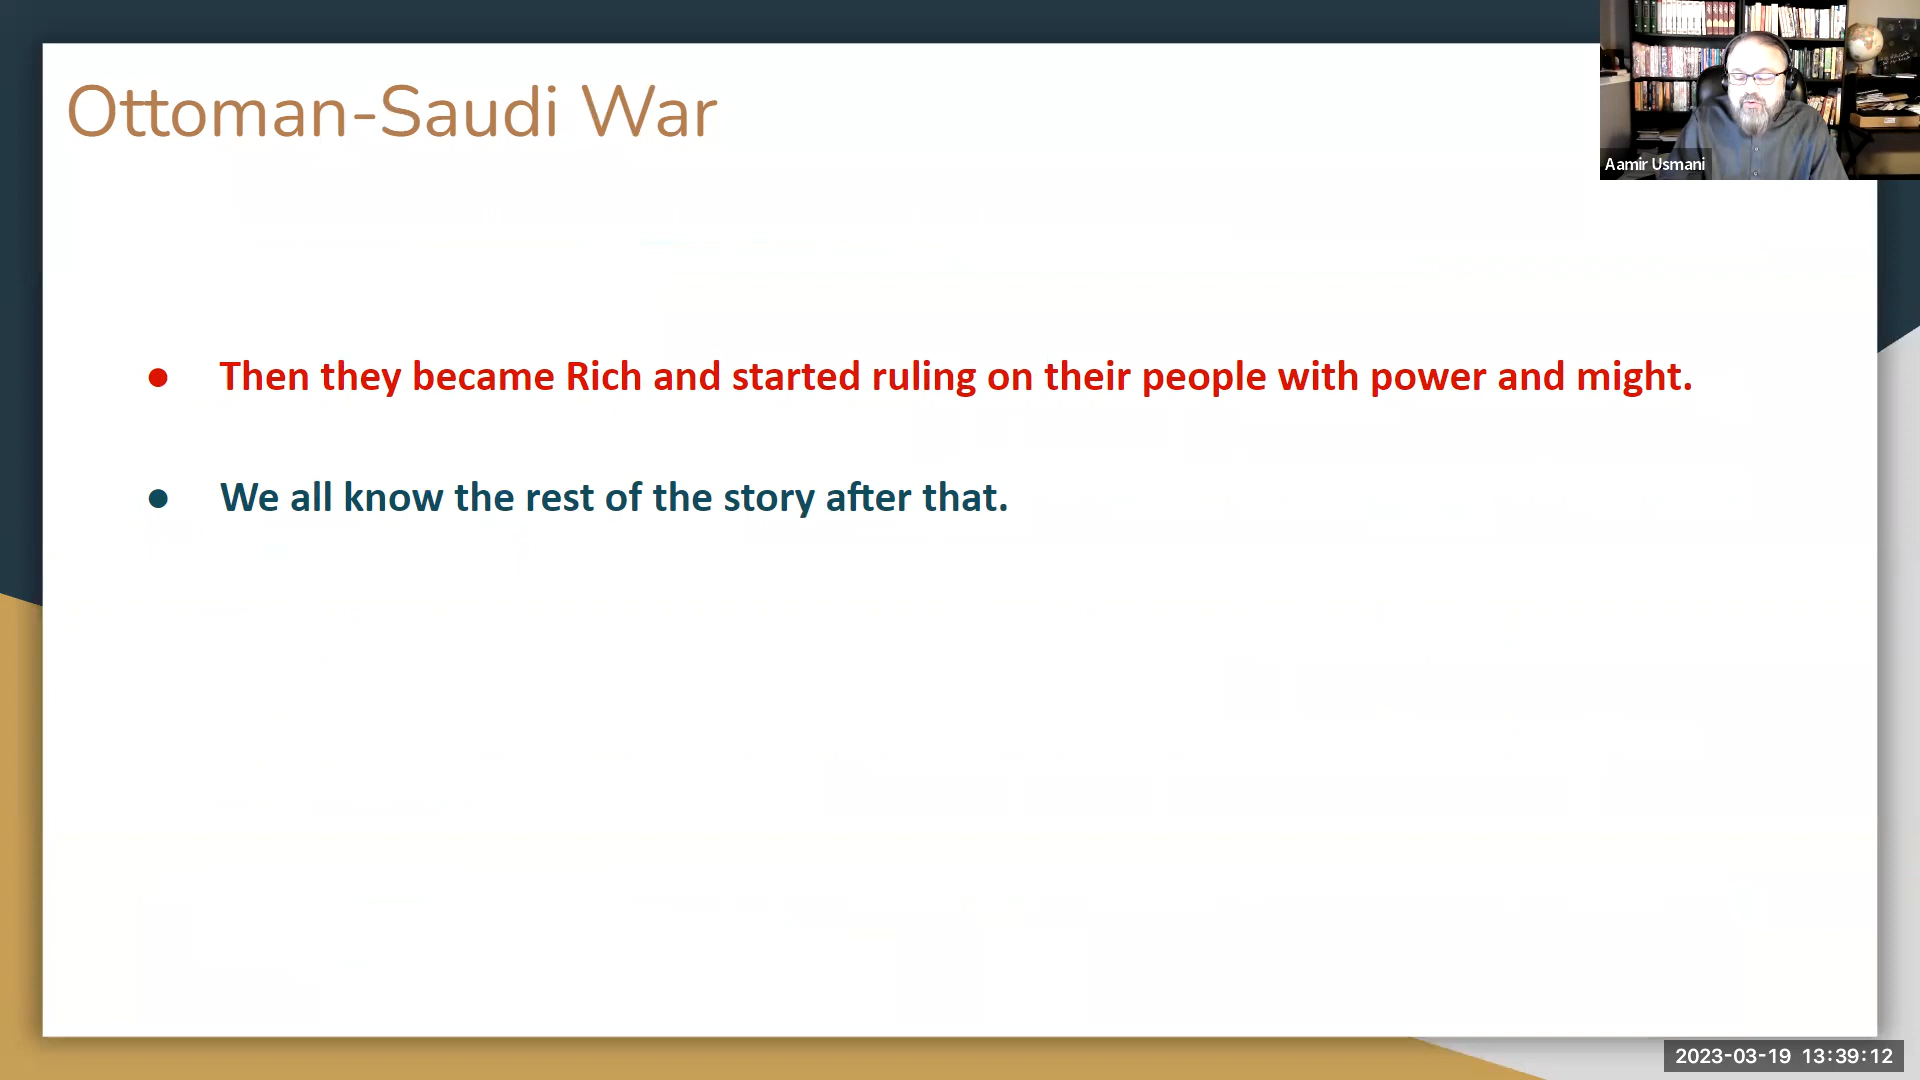 Ottoman-Saudi War
Aamir Usmani
● Then they became Rich and started ruling on their people with power and might.
● We all know the rest of the story after that.
2023-03-19 13:39:12